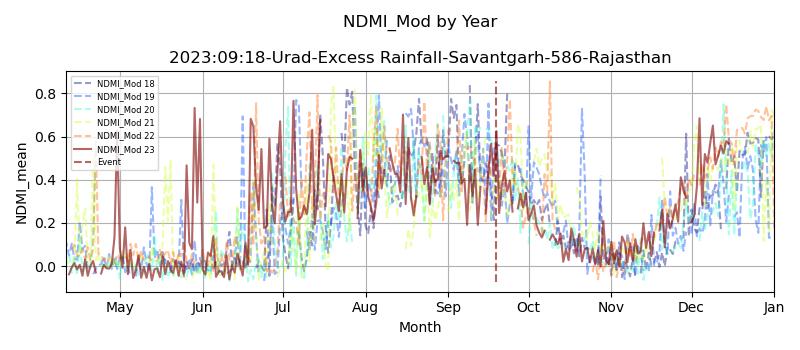 NDMI_Mod by Year
2023:09:18-Urad-Excess Rainfall-Savantgarh-586-Rajasthan
NDMI_Mod 18
NDMI_Mod 19
NDMI_Mod 20
NDMI_Mod 21
NDMI_Mod 22
NDMI_Mod 23
Event
NDMI_mean
0.8
0.6
0.4
0.2
0.0
May Jun Jul Aug Sep Oct Nov Dec Jan
Month